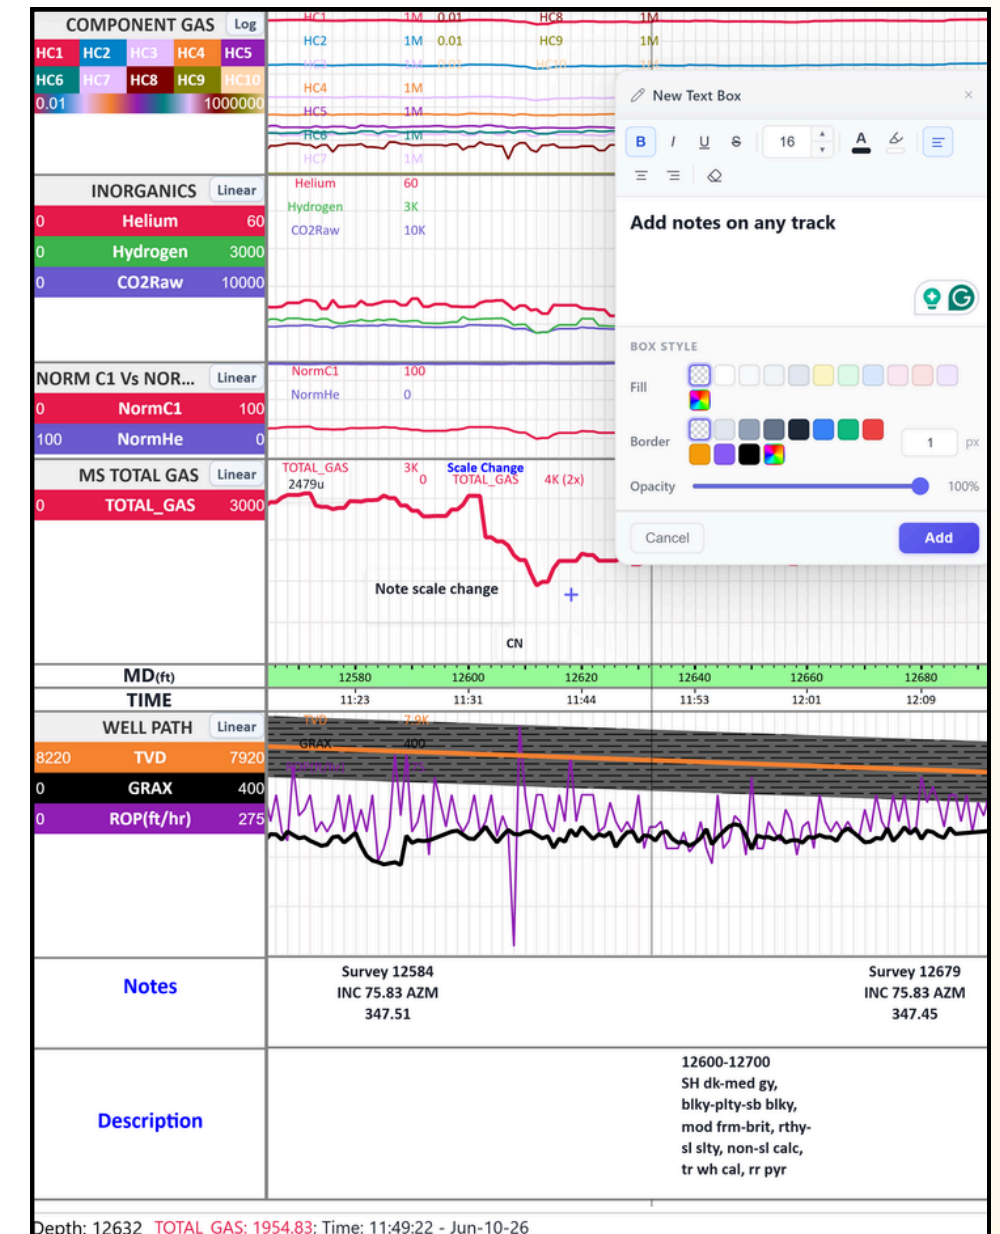 COMPONENT GAS Log
HC1 HC2 HC3 HC4 HC5
HC6 HC7 HC8 HC9 HC10
0.01 1000000
HC1 1M 0.01 HC8 1M
HC2 1M 0.01 HC9 1M
HC3 1M 0.01 HC10
HC4 1M
HC5 1M
HC6 1M
HC7 1M
INORGANICS Linear
0 Helium 60
0 Hydrogen 3000
0 CO2Raw 10000
Helium 60
Hydrogen 3K
CO2Raw 10K
NORM C1 Vs NOR... Linear
0 NormC1 100
100 NormHe 0
NormC1 100
NormHe 0
MS TOTAL GAS Linear
0 TOTAL_GAS 3000
TOTAL_GAS 3K Scale Change
2479u 0 TOTAL_GAS 4K (2x)
Note scale change
CN
New Text Box ×
B I U S 16 A
Add notes on any track
BOX STYLE
Fill
Border 1 px
Opacity 100%
Cancel Add
MD(ft) 12580 12600 12620 12640 12660 12680
TIME 11:23 11:31 11:44 11:53 12:01 12:09
WELL PATH Linear
8220 TVD 7920
0 GRAX 400
0 ROP(ft/hr) 275
TVD 7.9K
GRAX 400
Notes
Survey 12584
INC 75.83 AZM
347.51
Survey 12679
INC 75.83 AZM
347.45
Description
12600-12700
SH dk-med gy,
blky-plty-sb blky,
mod frm-brit, rthy-
sl slty, non-sl calc,
tr wh cal, rr pyr
Depth: 12632 TOTAL_GAS: 1954.83; Time: 11:49:22 - Jun-10-26